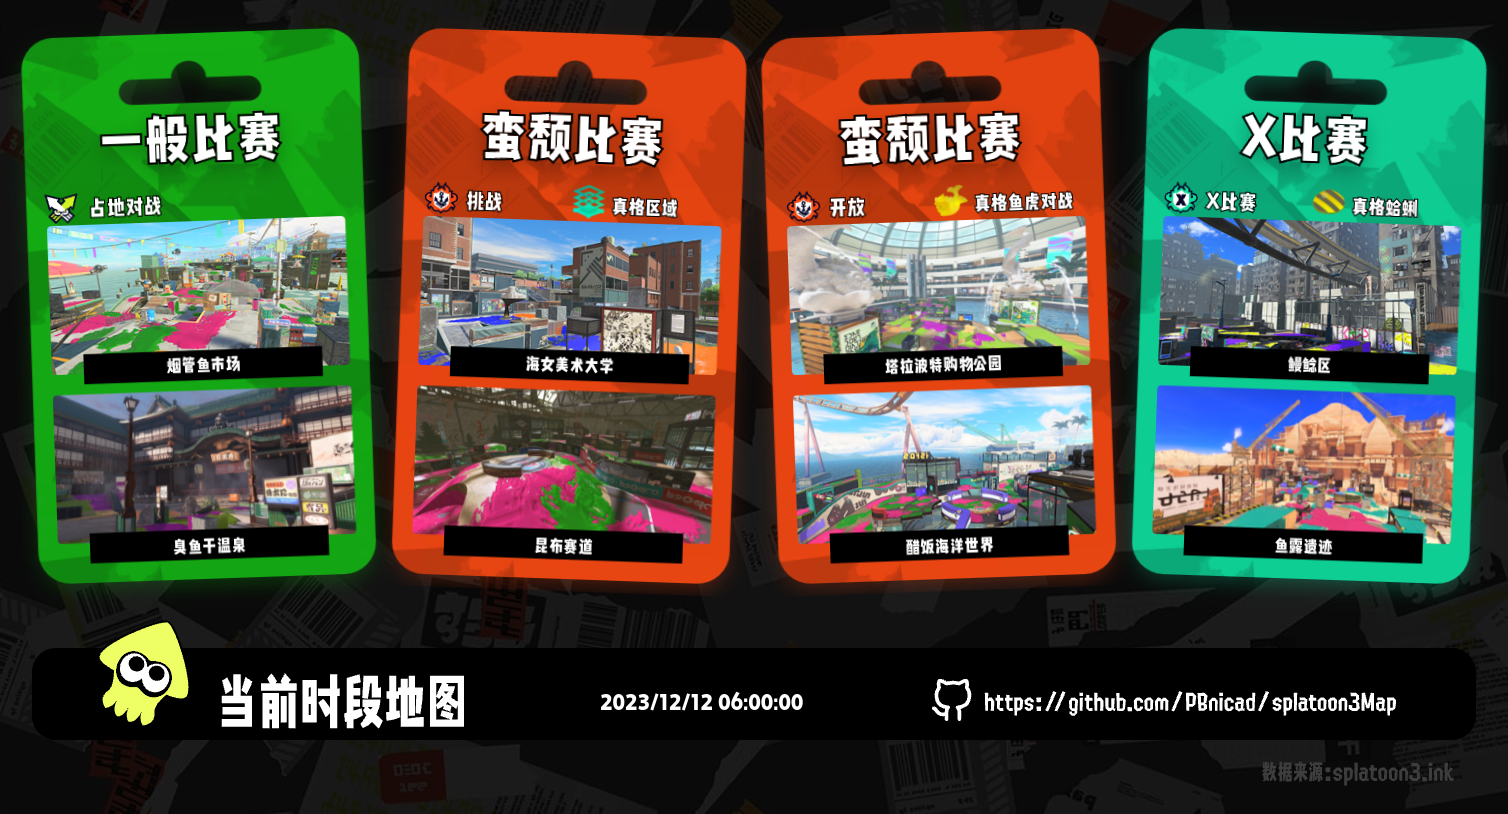 一般比赛
占地对战
烟管鱼市场
臭鱼干温泉
蛮颓比赛
挑战
真格区域
海女美术大学
昆布赛道
蛮颓比赛
开放
真格鱼虎对战
塔拉波特购物公园
醋饭海洋世界
X比赛
X比赛
真格蛤蜊
鳗鲶区
鱼露遗迹
当前时段地图
2023/12/12 06:00:00
https://github.com/PBnicad/splatoon3Map
数据来源:splatoon3.ink